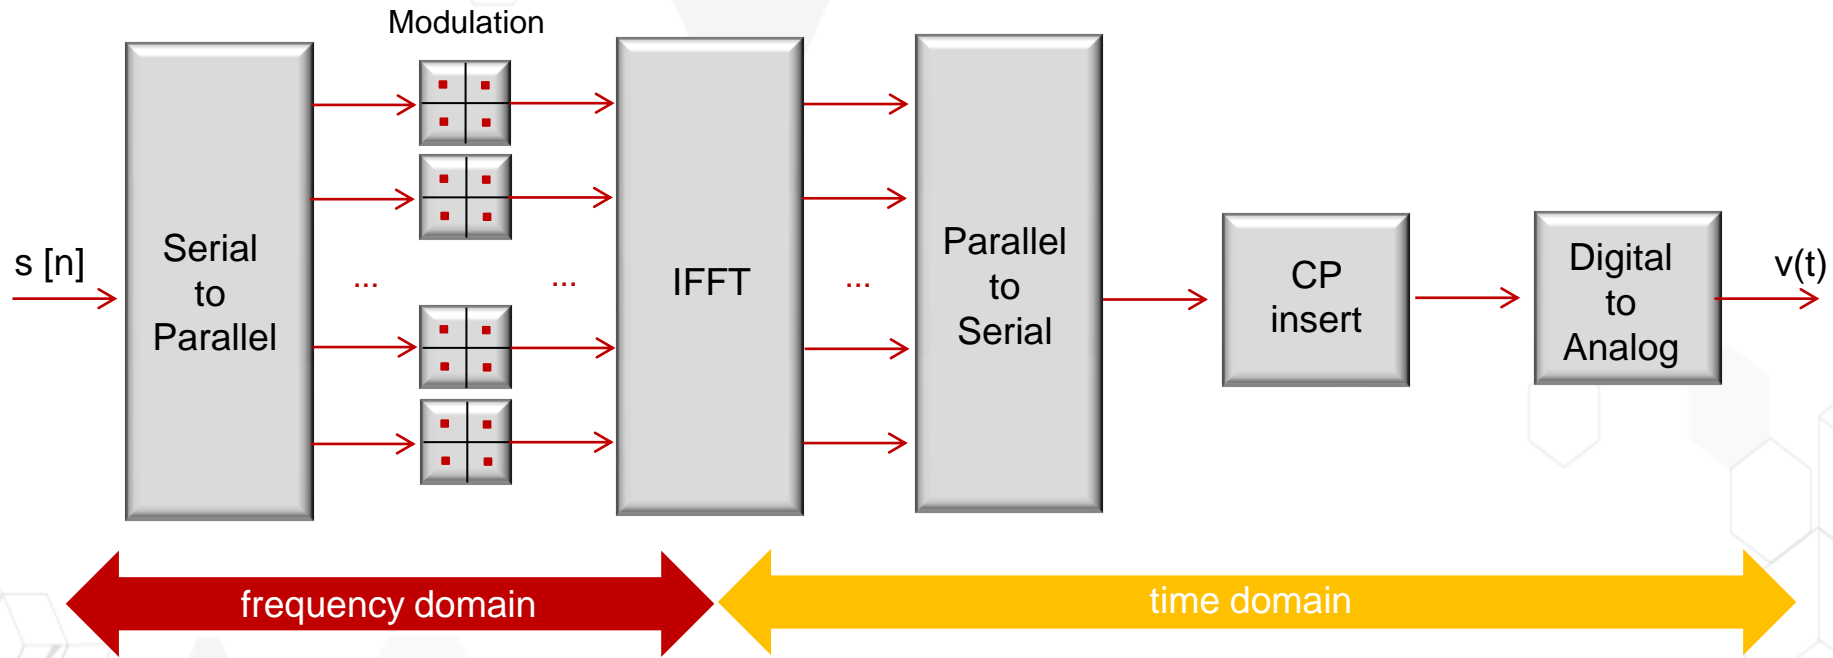 Modulation
s [n]
Serial
to
Parallel
...
...
IFFT
...
Parallel
to
Serial
CP
insert
Digital
to
Analog
v(t)
frequency domain
time domain